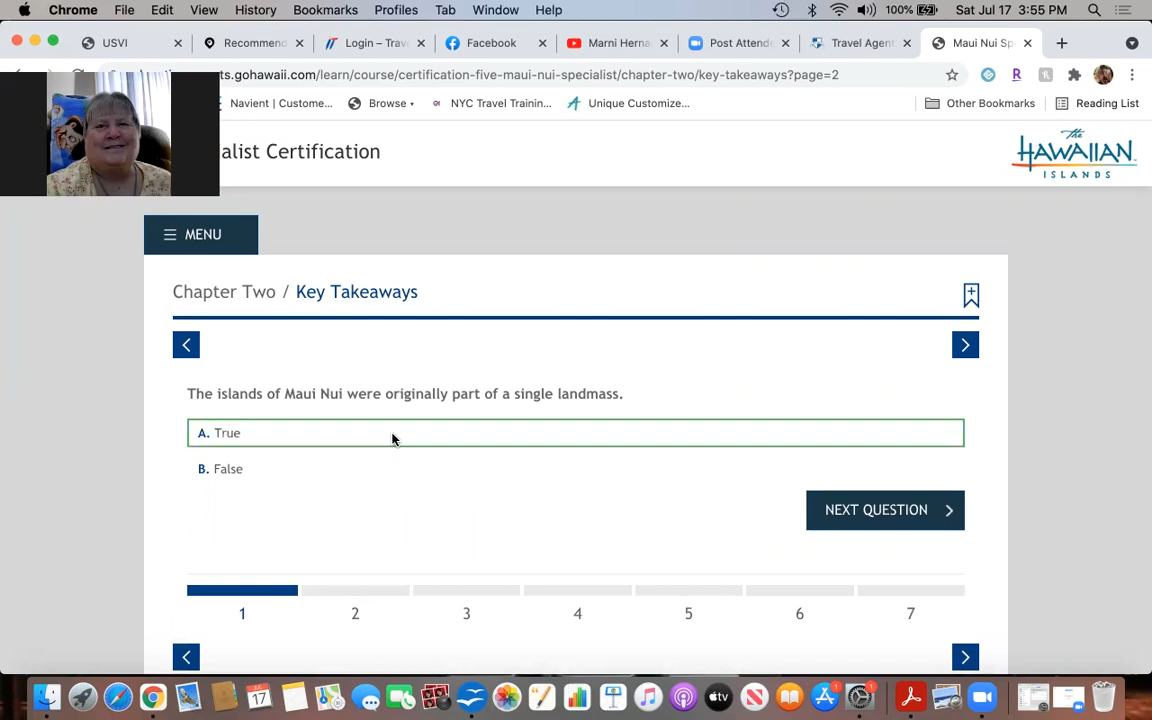 Chrome File Edit View History Bookmarks Profiles Tab Window Help 100% Sat Jul 17 3:55 PM
USVI Recommend Login – Trav Facebook Marni Herna Post Attende Travel Agent Maui Nui Sp
ts.gohawaii.com/learn/course/certification-five-maui-nui-specialist/chapter-two/key-takeaways?page=2
Navient | Custome... Browse NYC Travel Trainin... Unique Customize... Other Bookmarks Reading List
alist Certification
the
HAWAIIAN
ISLANDS
MENU
Chapter Two / Key Takeaways
The islands of Maui Nui were originally part of a single landmass.
A. True
B. False
NEXT QUESTION
1 2 3 4 5 6 7